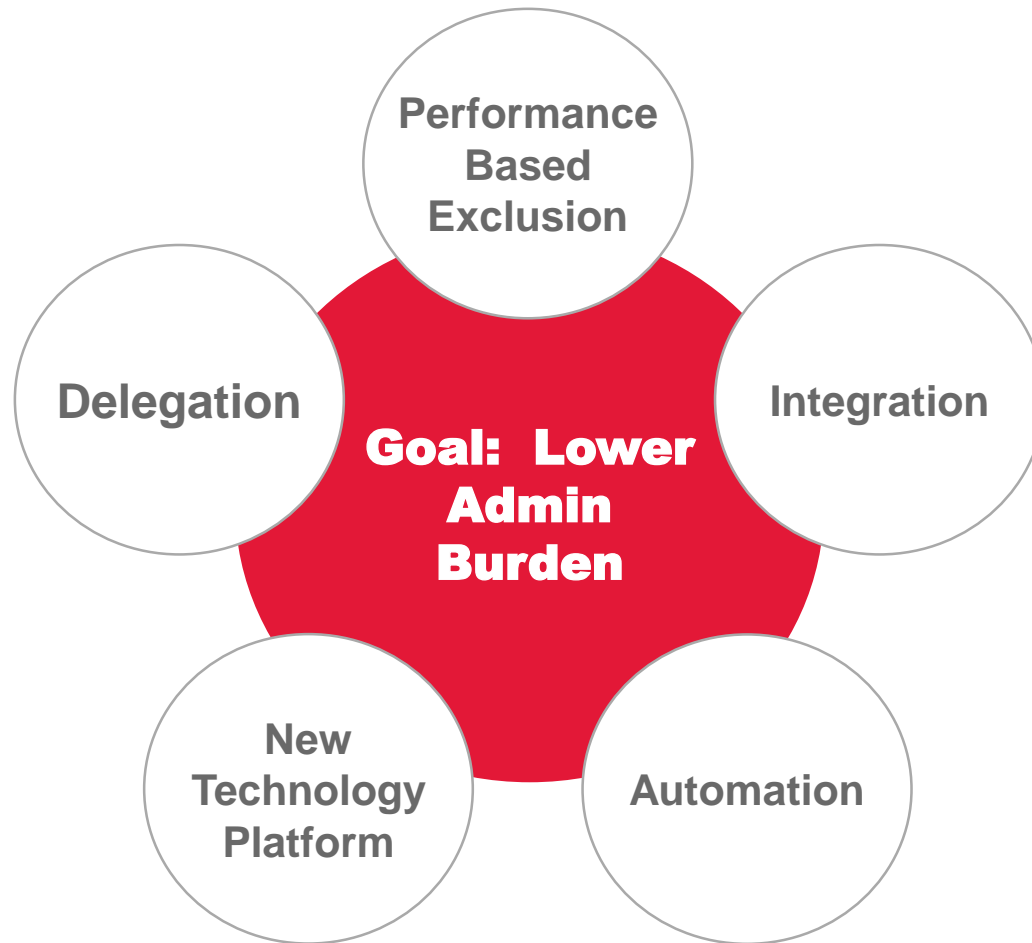 Performance
Based
Exclusion
Delegation
Integration
Goal:  Lower
Admin
Burden
New
Technology
Platform
Automation